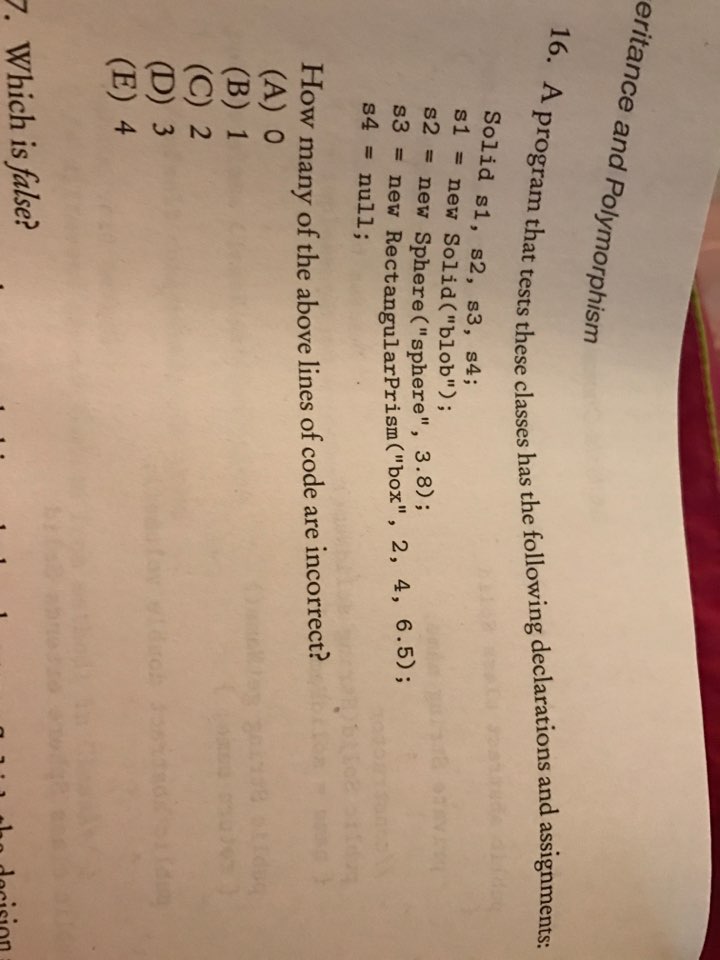 eritance and Polymorphism
16. A program that tests these classes has the following declarations and assignments:
Solid s1, s2, s3, s4;
s1 = new Solid("blob");
s2 = new Sphere("sphere", 3.8);
s3 = new RectangularPrism("box", 2, 4, 6.5);
s4 = null;
How many of the above lines of code are incorrect?
(A) 0
(B) 1
(C) 2
(D) 3
(E) 4
7. Which is false?
the decision